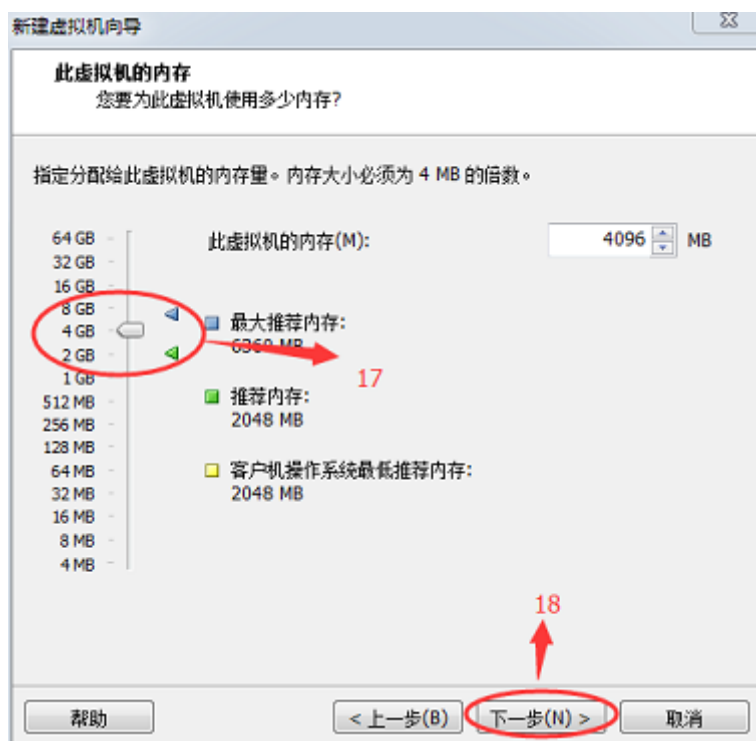 新建虚拟机向导
此虚拟机的内存
您要为此虚拟机使用多少内存?
指定分配给此虚拟机的内存量。内存大小必须为 4 MB 的倍数。
64 GB
32 GB
16 GB
8 GB
4 GB
2 GB
1 GB
512 MB
256 MB
128 MB
64 MB
32 MB
16 MB
8 MB
4 MB
此虚拟机的内存(M):
4096 MB
最大推荐内存:
MB
17
推荐内存:
2048 MB
客户机操作系统最低推荐内存:
2048 MB
18
帮助
< 上一步(B)
下一步(N) >
取消